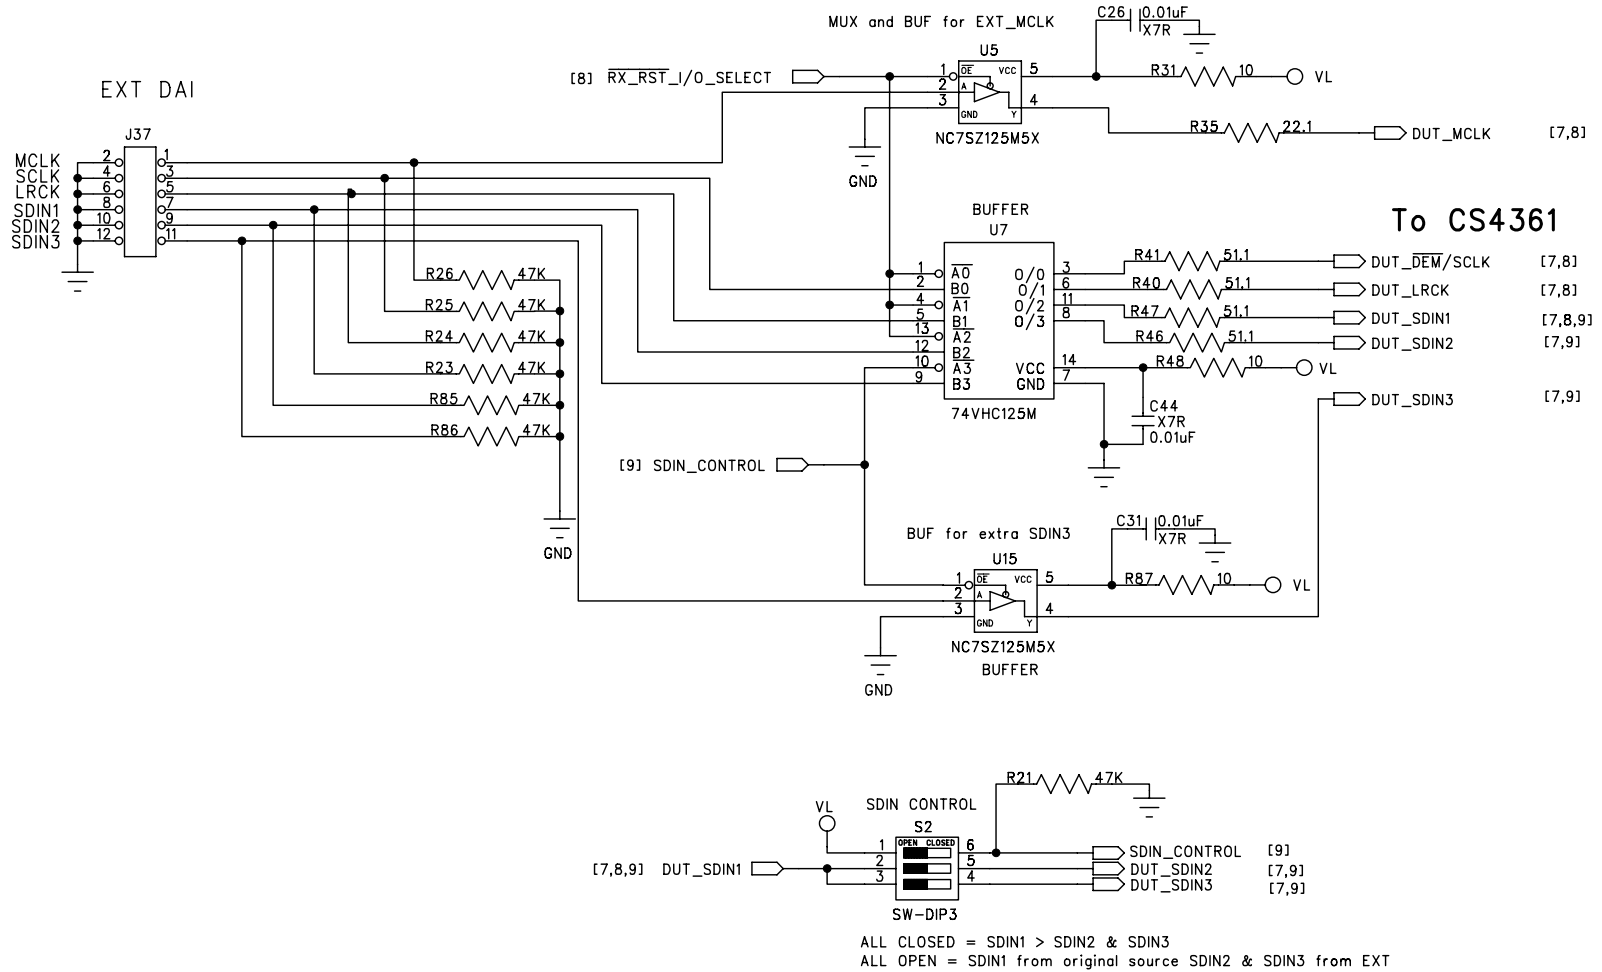 MUX and BUF for EXT_MCLK
C26 0.01uF
X7R
U5
[8] RX_RST_I/O_SELECT
1 OE VCC 5
2 A
3 GND Y 4
NC7SZ125M5X
R31 10 VL
R35 22.1 DUT_MCLK [7,8]
GND
EXT DAI
J37
MCLK 2 1
SCLK 4 3
LRCK 6 5
SDIN1 8 7
SDIN2 10 9
SDIN3 12 11
R26 47K
R25 47K
R24 47K
R23 47K
R85 47K
R86 47K
GND
BUFFER
U7
To CS4361
1 A0 O/0 3
2 B0 O/1 6
4 A1 O/2 11
5 B1 O/3 8
13 A2
12 B2
10 A3 VCC 14
9 B3 GND 7
74VHC125M
R41 51.1 DUT_DEM/SCLK [7,8]
R40 51.1 DUT_LRCK [7,8]
R47 51.1 DUT_SDIN1 [7,8,9]
R46 51.1 DUT_SDIN2 [7,9]
R48 10 VL
DUT_SDIN3 [7,9]
C44
X7R
0.01uF
[9] SDIN_CONTROL
BUF for extra SDIN3
C31 0.01uF
X7R
U15
1 OE VCC 5
2 A
3 GND Y 4
NC7SZ125M5X
BUFFER
R87 10 VL
GND
R21 47K
VL
SDIN CONTROL
S2
OPEN CLOSED
1 6 SDIN_CONTROL [9]
[7,8,9] DUT_SDIN1 2 5 DUT_SDIN2 [7,9]
3 4 DUT_SDIN3 [7,9]
SW-DIP3
ALL CLOSED = SDIN1 > SDIN2 & SDIN3
ALL OPEN = SDIN1 from original source SDIN2 & SDIN3 from EXT